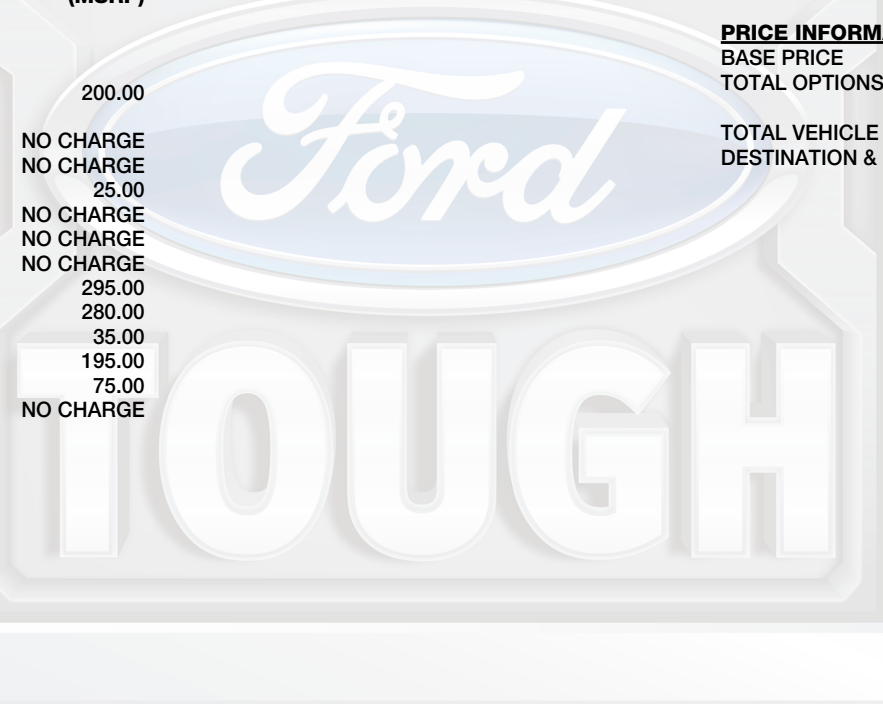 (MSRP)
200.00
NO CHARGE
NO CHARGE
25.00
NO CHARGE
NO CHARGE
NO CHARGE
295.00
280.00
35.00
195.00
75.00
NO CHARGE
PRICE INFORMA
BASE PRICE
TOTAL OPTIONS
TOTAL VEHICLE
DESTINATION &
Ford
TOUGH